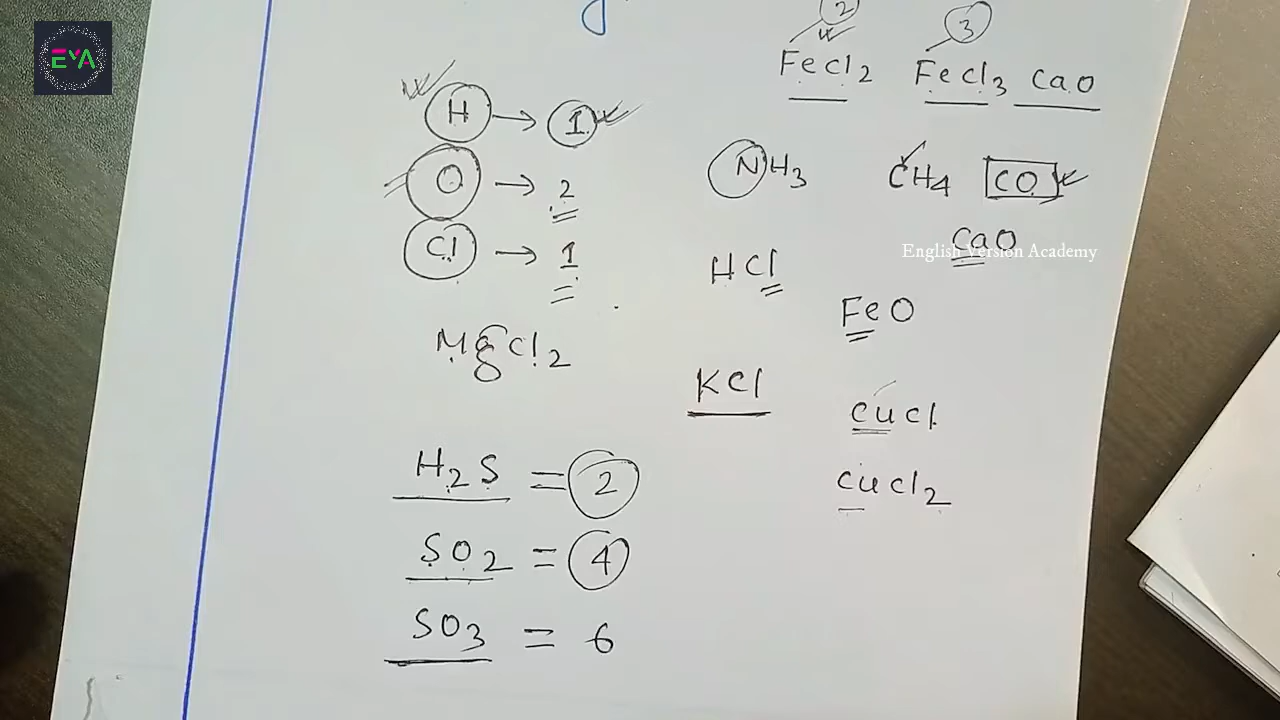 EVA
2 3
FeCl2 FeCl3 CaO
H → 1
O → 2
Cl → 1
NH3 CH4 CO
CaO
English Version Academy
HCl
FeO
MgCl2
KCl
CuCl
H2S = 2
CuCl2
SO2 = 4
SO3 = 6